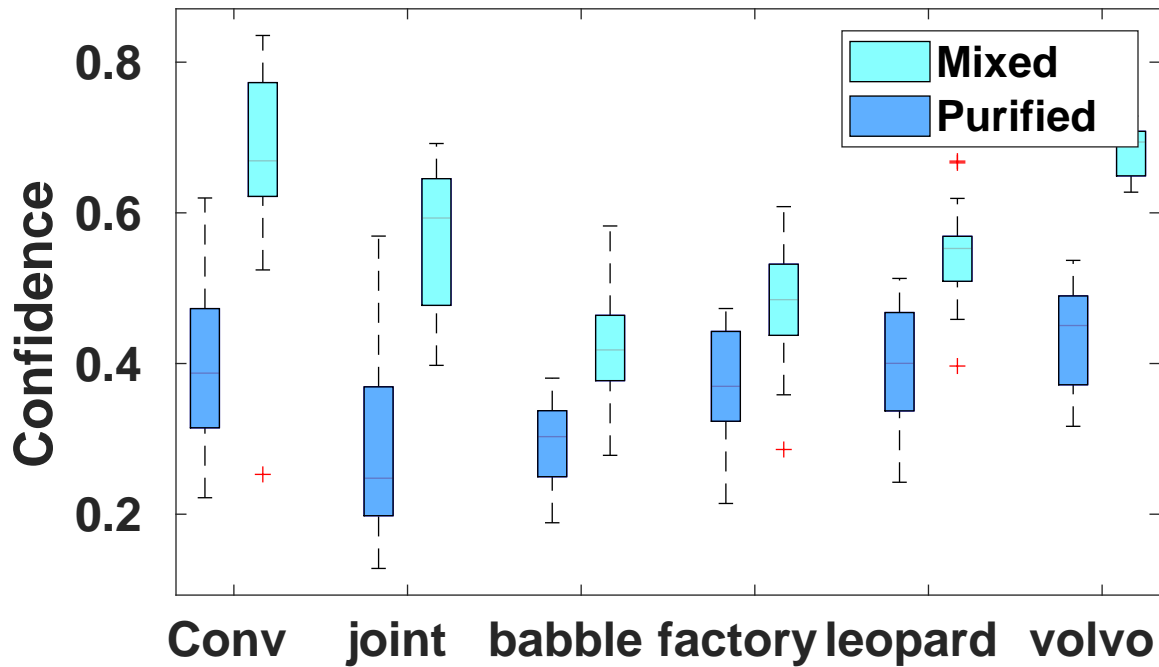 Confidence
0.8
0.6
0.4
0.2
Mixed
Purified
Conv joint babble factory leopard volvo